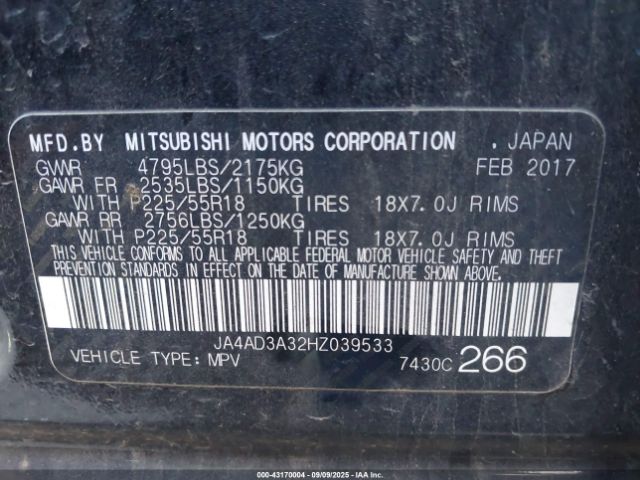 MFD.BY MITSUBISHI MOTORS CORPORATION . JAPAN
GVWR 4795LBS/2175KG FEB 2017
GAWR FR 2535LBS/1150KG
WITH P225/55R18 TIRES 18X7.0J RIMS
GAWR RR 2756LBS/1250KG
WITH P225/55R18 TIRES 18X7.0J RIMS
THIS VEHICLE CONFORMS TO ALL APPLICABLE FEDERAL MOTOR VEHICLE SAFETY AND THEFT
PREVENTION STANDARDS IN EFFECT ON THE DATE OF MANUFACTURE SHOWN ABOVE.
JA4AD3A32HZ039533
VEHICLE TYPE: MPV 7430C 266
000-43170004 - 09/09/2025 - IAAI.com